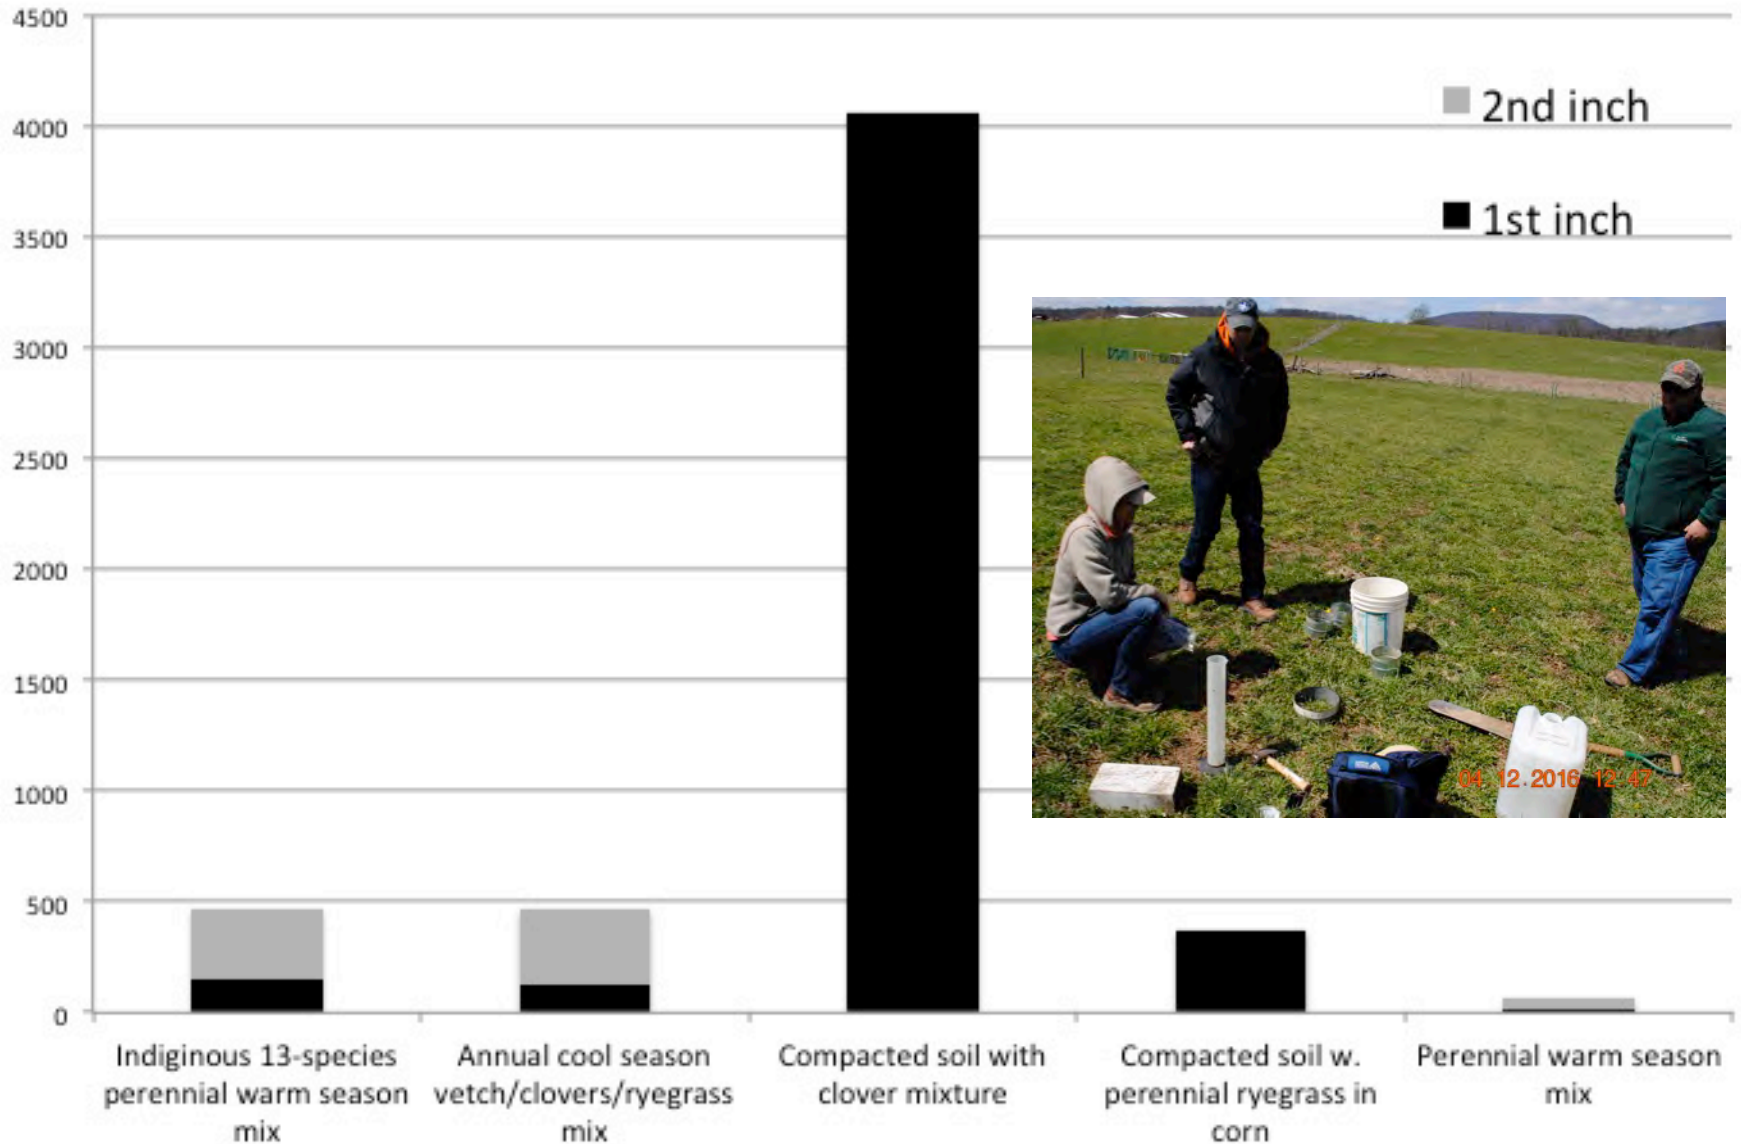 4500
4000
3500
3000
2500
2000
1500
1000
500
0
2nd inch
1st inch
04 12 2016 12 47
Indiginous 13-species
perennial warm season
mix
Annual cool season
vetch/clovers/ryegrass
mix
Compacted soil with
clover mixture
Compacted soil w.
perennial ryegrass in
corn
Perennial warm season
mix